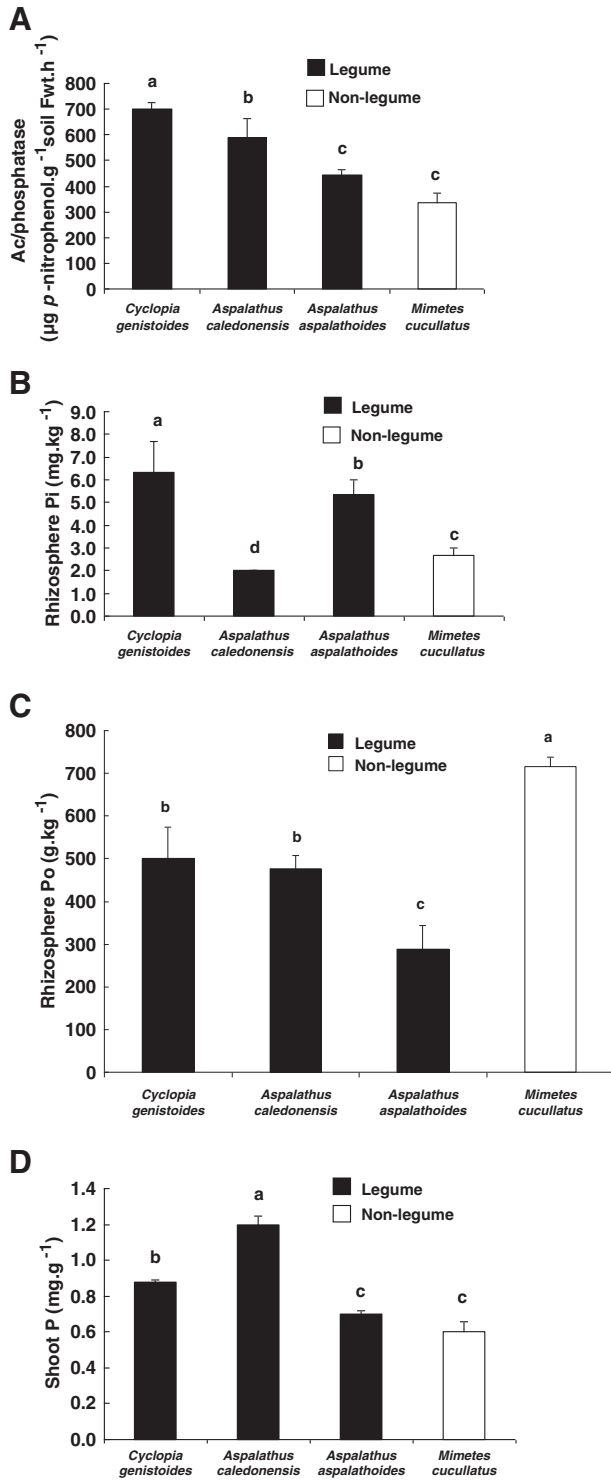 A
Legume
Non-legume
Ac/phosphatase
(µg p-nitrophenol.g⁻¹soil Fwt.h⁻¹)
800
700
600
500
400
300
200
100
0
a
b
c
c
Cyclopia
genistoides
Aspalathus
caledonensis
Aspalathus
aspalathoides
Mimetes
cucullatus
B
Legume
Non-legume
Rhizosphere Pi (mg.kg⁻¹)
9.0
8.0
7.0
6.0
5.0
4.0
3.0
2.0
1.0
0.0
a
d
b
c
Cyclopia
genistoides
Aspalathus
caledonensis
Aspalathus
aspalathoides
Mimetes
cucullatus
C
Legume
Non-legume
Rhizosphere Po (g.kg⁻¹)
800
700
600
500
400
300
200
100
0
b
b
c
a
Cyclopia
genistoides
Aspalathus
caledonensis
Aspalathus
aspalathoides
Mimetes
cucullatus
D
Legume
Non-legume
Shoot P (mg.g⁻¹)
1.4
1.2
1.0
0.8
0.6
0.4
0.2
0.0
b
a
c
c
Cyclopia
genistoides
Aspalathus
caledonensis
Aspalathus
aspalathoides
Mimetes
cucullatus